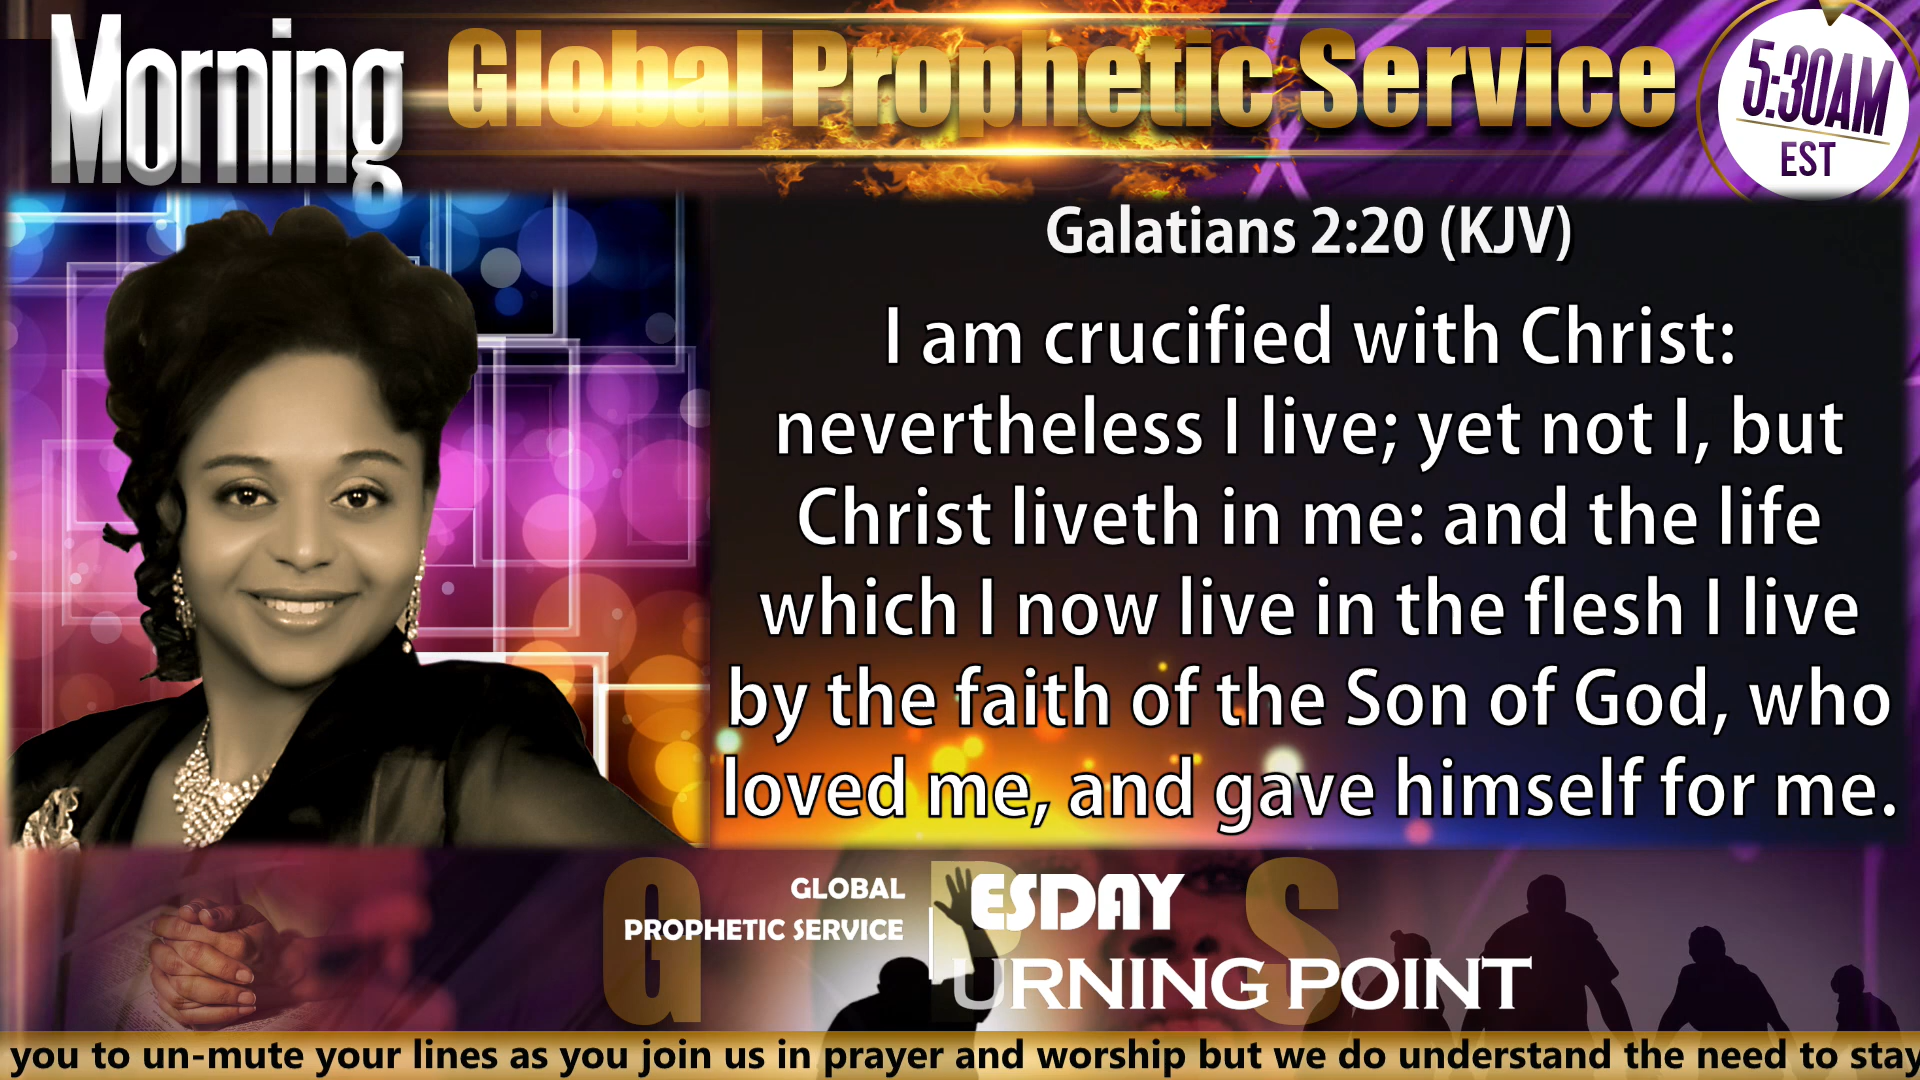 Morning
Global Prophetic Service
5:30AM
EST
Galatians 2:20 (KJV)
I am crucified with Christ:
nevertheless I live; yet not I, but
Christ liveth in me: and the life
which I now live in the flesh I live
by the faith of the Son of God, who
loved me, and gave himself for me.
G P S
GLOBAL
PROPHETIC SERVICE
ESDAY
URNING POINT
you to un-mute your lines as you join us in prayer and worship but we do understand the need to stay